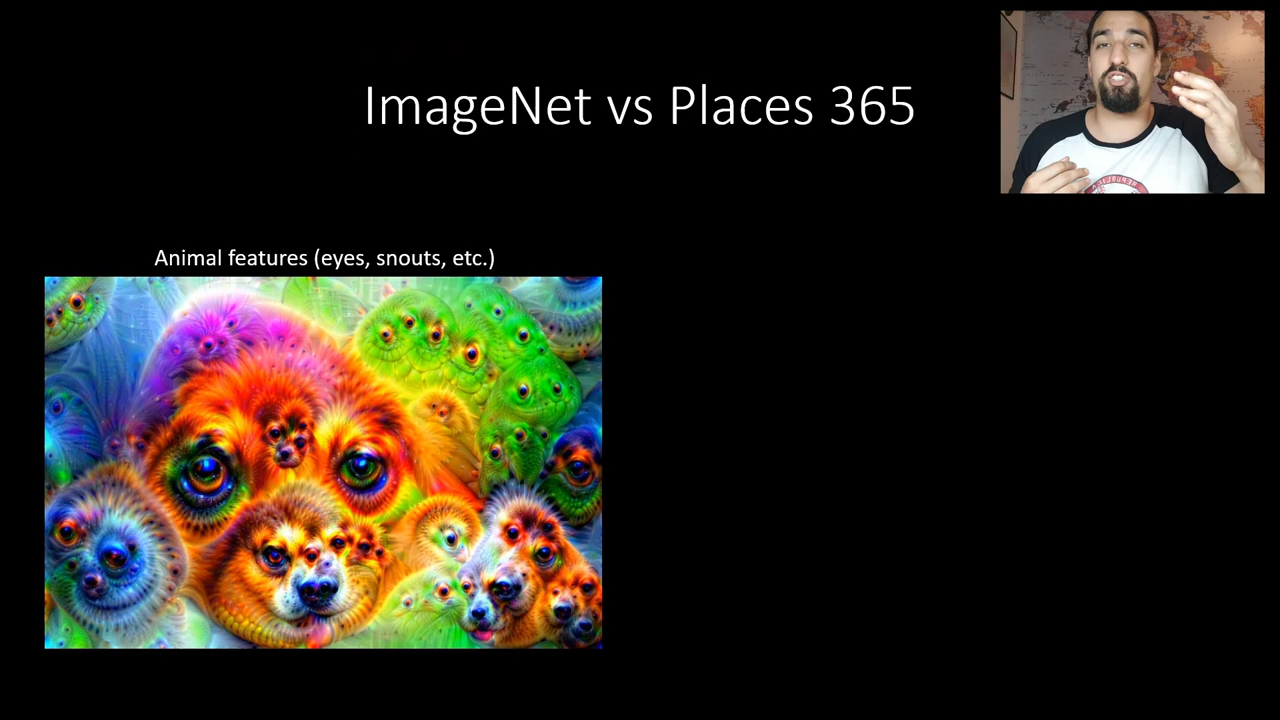 ImageNet vs Places 365
Animal features (eyes, snouts, etc.)